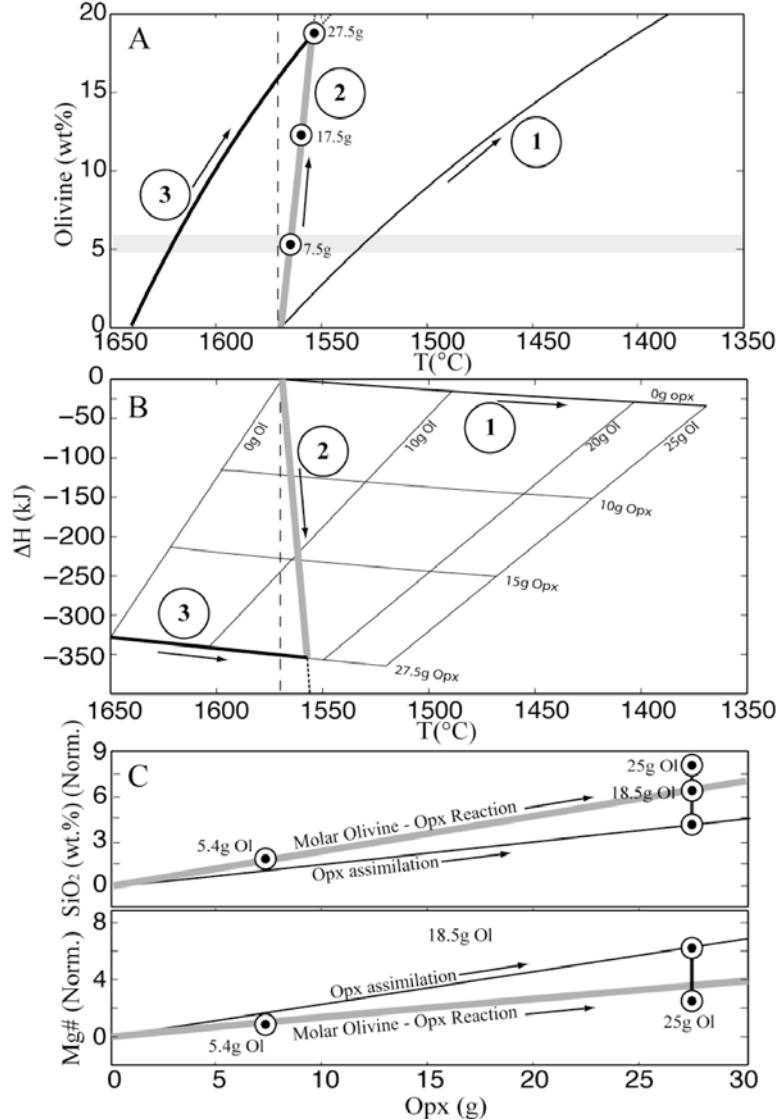 A
20
15
10
5
0
Olivine (wt%)
27.5g
2
17.5g
1
3
7.5g
1650
1600
1550
1500
1450
1400
1350
T(°C)
B
0
−50
−100
−150
−200
−250
−300
−350
ΔH (kJ)
0g opx
0g Ol
2
10g Ol
1
20g Ol
25g Ol
10g Opx
15g Opx
3
27.5g Opx
1650
1600
1550
1500
1450
1400
1350
T(°C)
C
9
6
3
0
SiO₂ (wt.%) (Norm.)
25g Ol
18.5g Ol
Molar Olivine - Opx Reaction
5.4g Ol
Opx assimilation
8
4
0
Mg# (Norm.)
18.5g Ol
Opx assimilation
Molar Olivine - Opx Reaction
5.4g Ol
25g Ol
0
5
10
15
20
25
30
Opx (g)